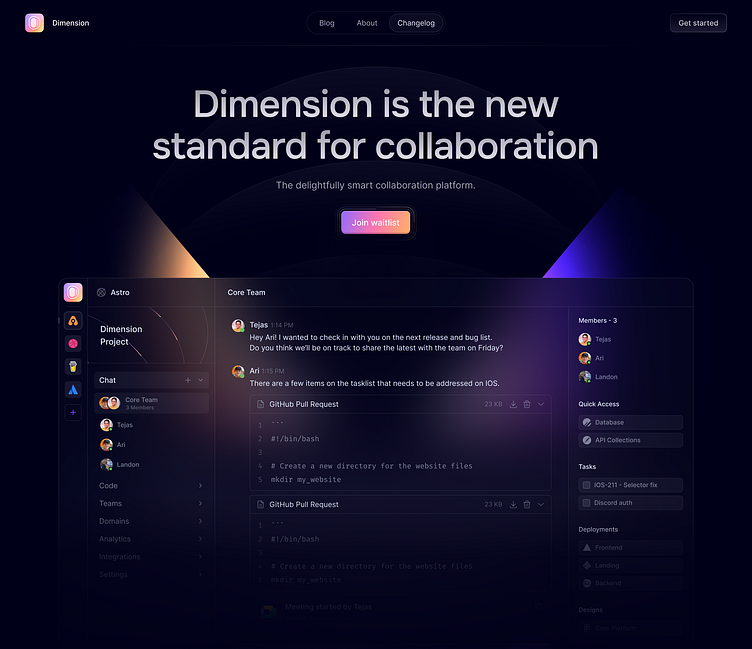 Dimension
Blog
About
Changelog
Get started
Dimension is the new
standard for collaboration
The delightfully smart collaboration platform.
Join waitlist
Astro
Core Team
Dimension
Project
Chat
Core Team
3 Members
Tejas
Ari
Landon
Code
Teams
Domains
Analytics
Integrations
Settings
Tejas 1:14 PM
Hey Ari! I wanted to check in with you on the next release and bug list.
Do you think we'll be on track to share the latest with the team on Friday?
Ari 1:15 PM
There are a few items on the tasklist that needs to be addressed on IOS.
GitHub Pull Request 23 KB
1 ```
2 #!/bin/bash
3
4 # Create a new directory for the website files
5 mkdir my_website
GitHub Pull Request 23 KB
1 ```
2 #!/bin/bash
3
4 # Create a new directory for the website files
5 mkdir my_website
Meeting started by Tejas
Members - 3
Tejas
Ari
Landon
Quick Access
Database
API Collections
Tasks
IOS-211 - Selector fix
Discord auth
Deployments
Frontend
Landing
Backend
Designs